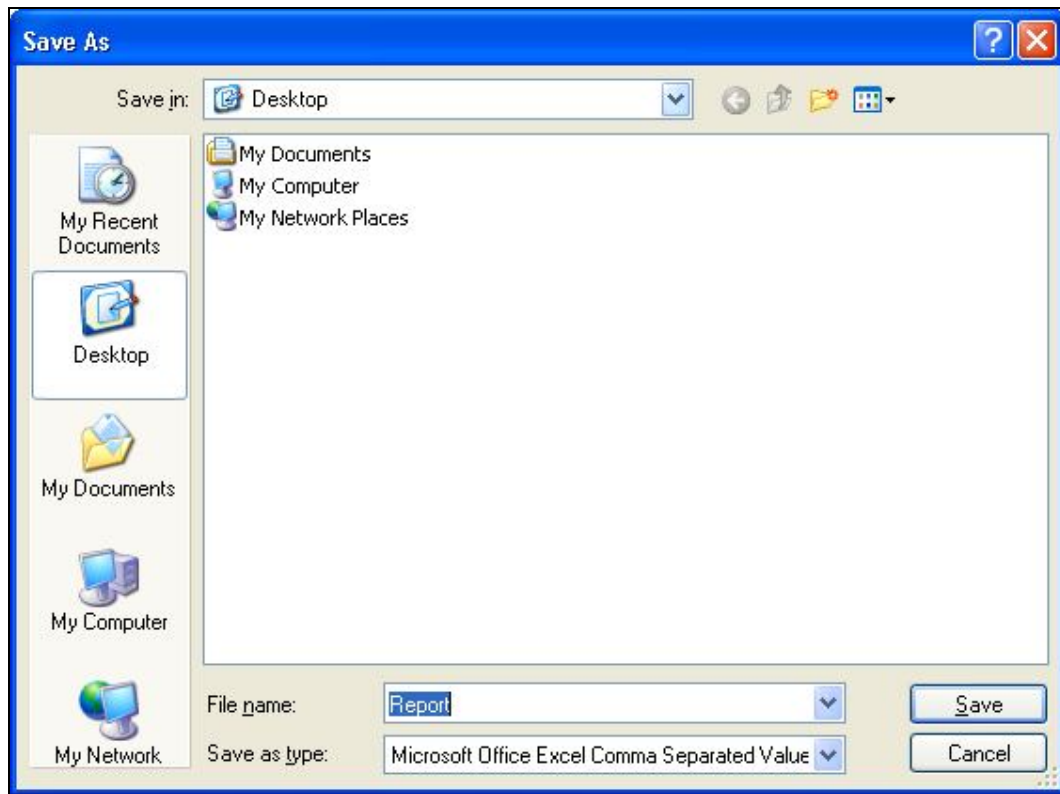 Save As
Save in:
Desktop
My Recent
Documents
Desktop
My Documents
My Computer
My Network
My Documents
My Computer
My Network Places
File name:
Report
Save
Save as type:
Microsoft Office Excel Comma Separated Value
Cancel